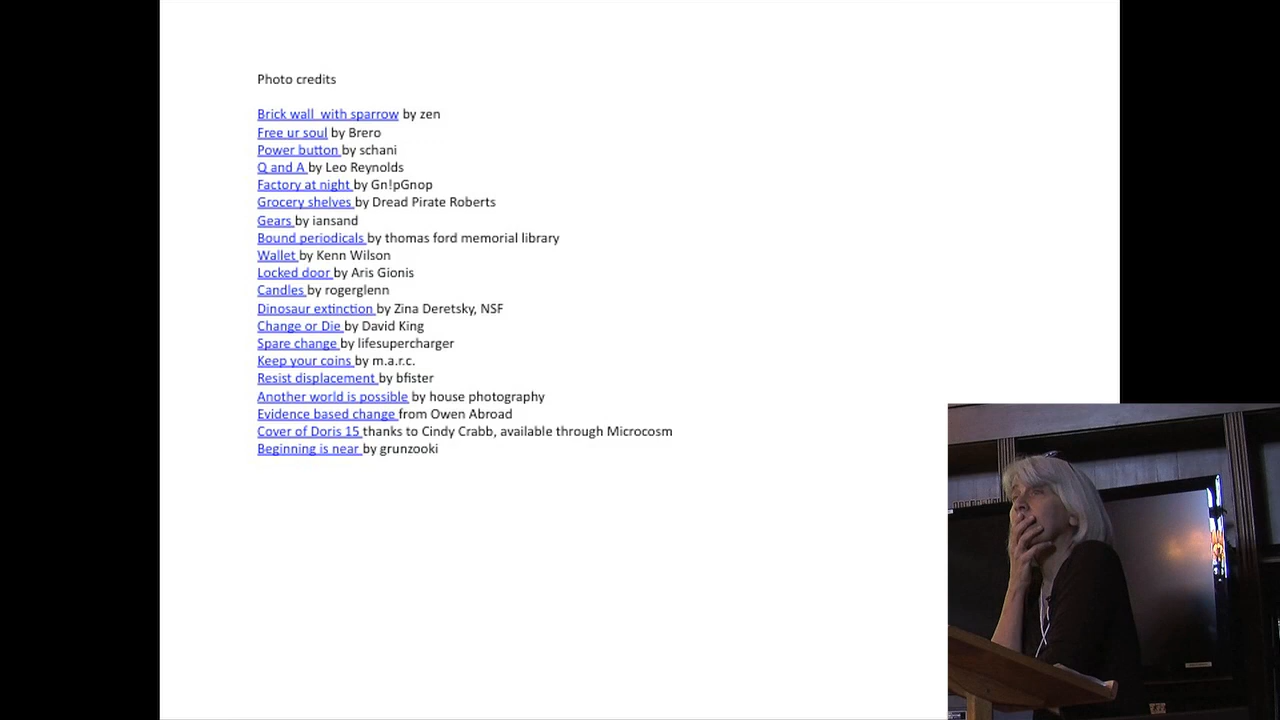 Photo credits
Brick wall  with sparrow by zen
Free ur soul by Brero
Power button by schani
Q and A by Leo Reynolds
Factory at night by Gn!pGnop
Grocery shelves by Dread Pirate Roberts
Gears by iansand
Bound periodicals by thomas ford memorial library
Wallet by Kenn Wilson
Locked door by Aris Gionis
Candles by rogerglenn
Dinosaur extinction by Zina Deretsky, NSF
Change or Die by David King
Spare change by lifesupercharger
Keep your coins by m.a.r.c.
Resist displacement by bfister
Another world is possible by house photography
Evidence based change from Owen Abroad
Cover of Doris 15 thanks to Cindy Crabb, available through Microcosm
Beginning is near by grunzooki